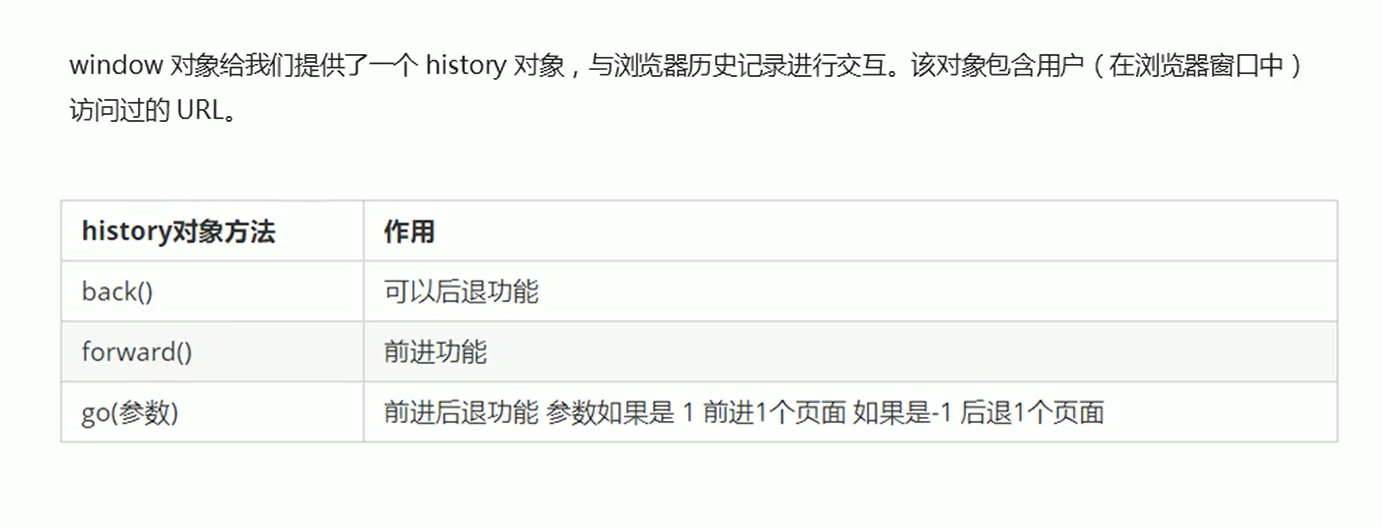 window 对象给我们提供了一个 history 对象，与浏览器历史记录进行交互。该对象包含用户（在浏览器窗口中）
访问过的 URL。
history对象方法 作用
back() 可以后退功能
forward() 前进功能
go(参数) 前进后退功能 参数如果是 1 前进1个页面 如果是-1 后退1个页面